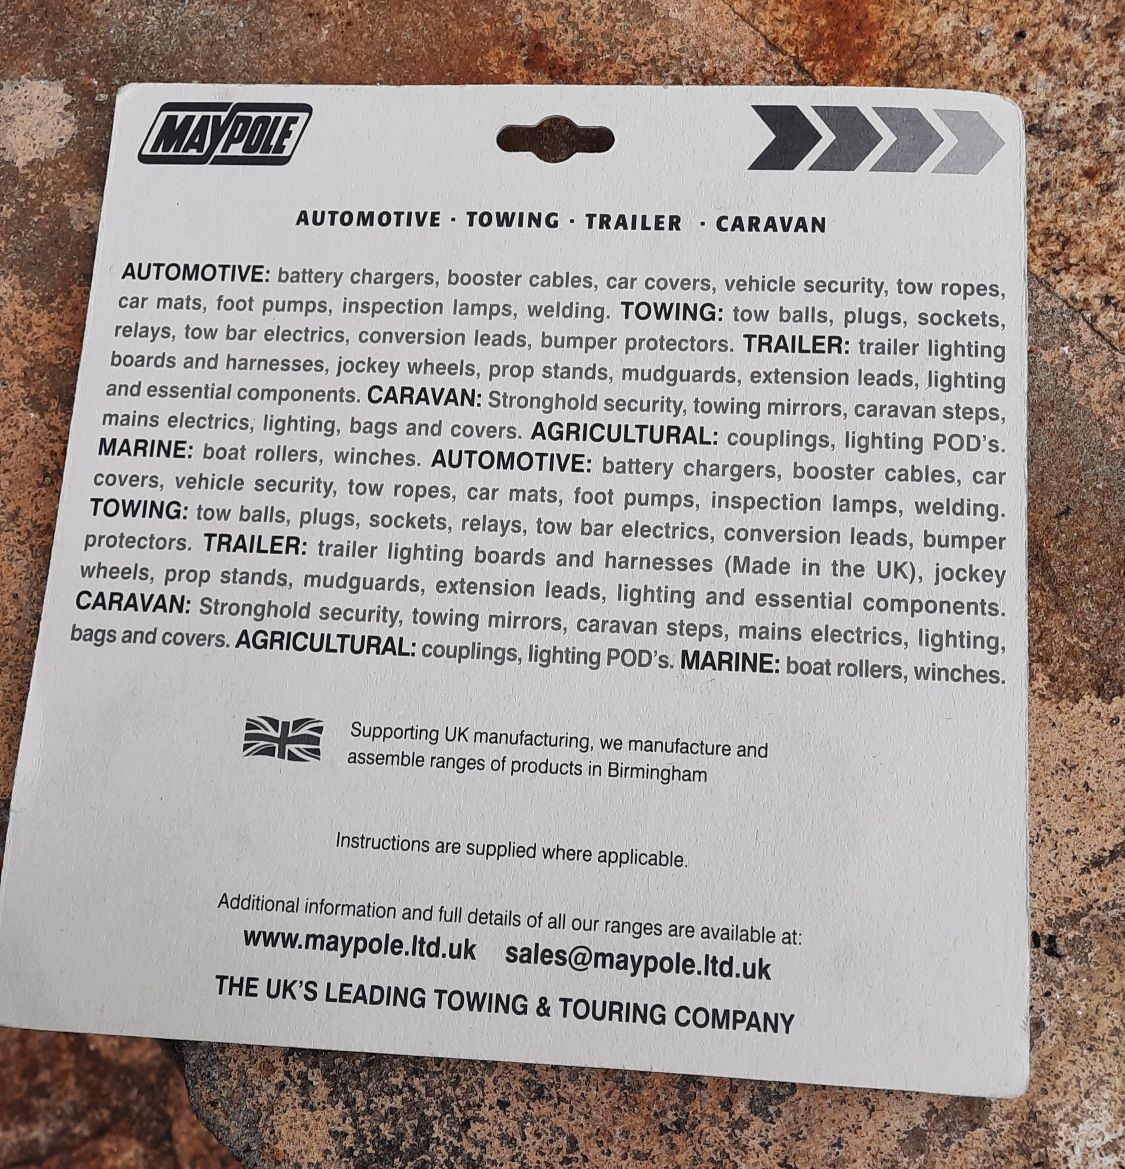 MAYPOLE
AUTOMOTIVE · TOWING · TRAILER · CARAVAN
AUTOMOTIVE: battery chargers, booster cables, car covers, vehicle security, tow ropes,
car mats, foot pumps, inspection lamps, welding. TOWING: tow balls, plugs, sockets,
relays, tow bar electrics, conversion leads, bumper protectors. TRAILER: trailer lighting
boards and harnesses, jockey wheels, prop stands, mudguards, extension leads, lighting
and essential components. CARAVAN: Stronghold security, towing mirrors, caravan steps,
mains electrics, lighting, bags and covers. AGRICULTURAL: couplings, lighting POD's.
MARINE: boat rollers, winches. AUTOMOTIVE: battery chargers, booster cables, car
covers, vehicle security, tow ropes, car mats, foot pumps, inspection lamps, welding.
TOWING: tow balls, plugs, sockets, relays, tow bar electrics, conversion leads, bumper
protectors. TRAILER: trailer lighting boards and harnesses (Made in the UK), jockey
wheels, prop stands, mudguards, extension leads, lighting and essential components.
CARAVAN: Stronghold security, towing mirrors, caravan steps, mains electrics, lighting,
bags and covers. AGRICULTURAL: couplings, lighting POD's. MARINE: boat rollers, winches.
Supporting UK manufacturing, we manufacture and
assemble ranges of products in Birmingham
Instructions are supplied where applicable.
Additional information and full details of all our ranges are available at:
www.maypole.ltd.uk sales@maypole.ltd.uk
THE UK'S LEADING TOWING & TOURING COMPANY